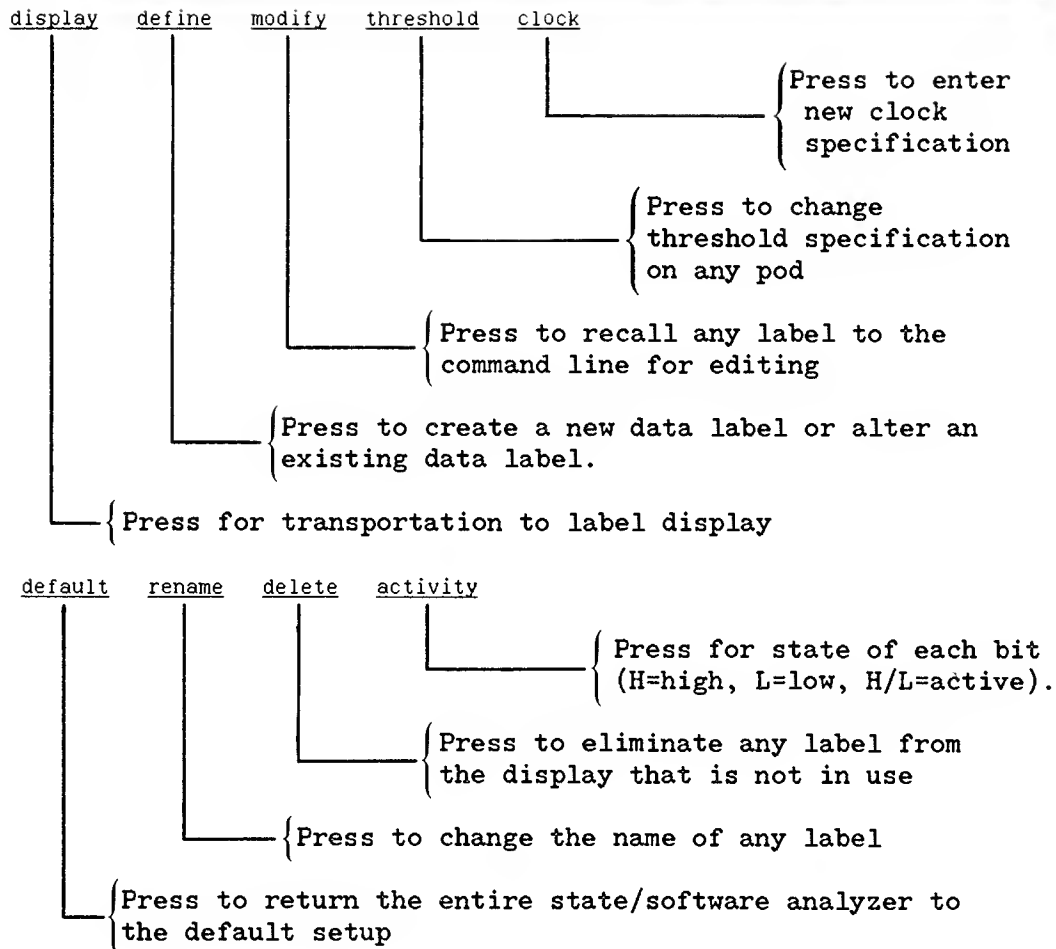 display define modify threshold clock
Press to enter
new clock
specification
Press to change
threshold specification
on any pod
Press to recall any label to the
command line for editing
Press to create a new data label or alter an
existing data label.
Press for transportation to label display
default rename delete activity
Press for state of each bit
(H=high, L=low, H/L=active).
Press to eliminate any label from
the display that is not in use
Press to change the name of any label
Press to return the entire state/software analyzer to
the default setup